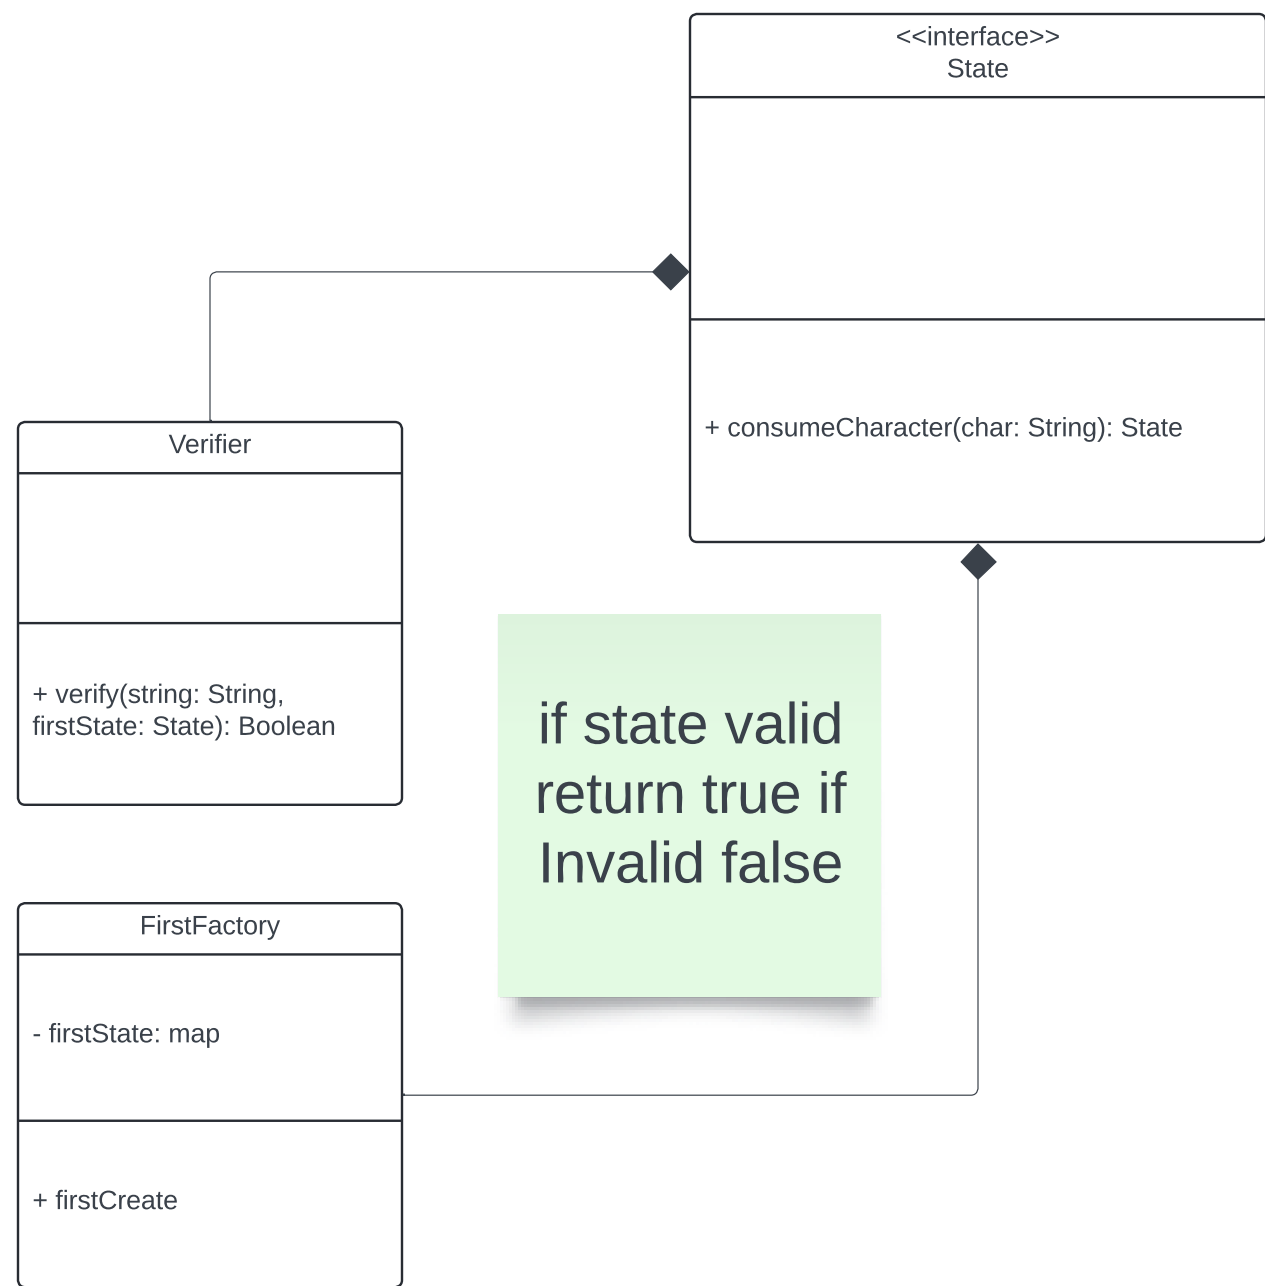 <<interface>>
State
+ consumeCharacter(char: String): State
Verifier
+ verify(string: String,
firstState: State): Boolean
if state valid
return true if
Invalid false
FirstFactory
- firstState: map
+ firstCreate